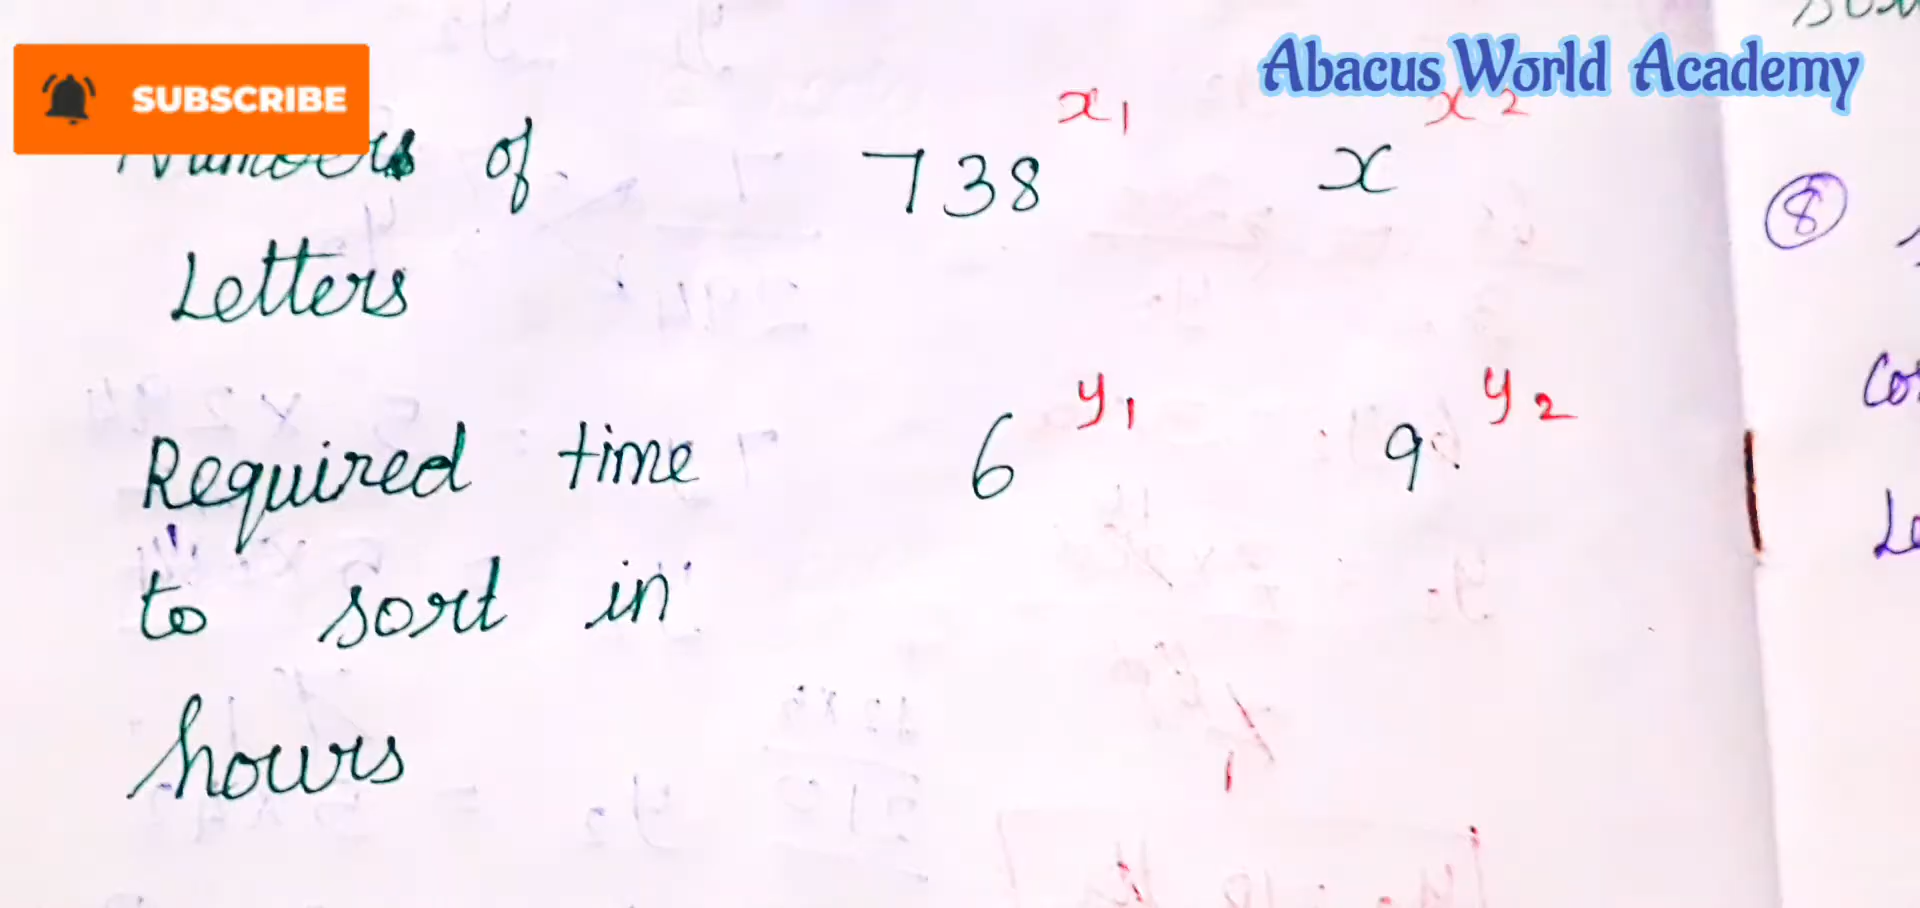 SUBSCRIBE
Abacus World Academy
x1 x2
Numbers of 738 x
Letters
8
y1 y2
Required time 6 9
to sort in
hours